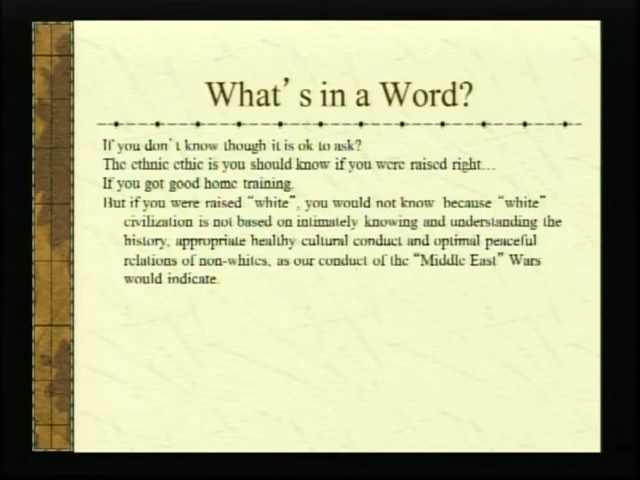 What's in a Word?
If you don't know though it is ok to ask?
The ethnic ethic is you should know if you were raised right…
If you got good home training.
But if you were raised "white", you would not know because "white"
civilization is not based on intimately knowing and understanding the
history, appropriate healthy cultural conduct and optimal peaceful
relations of non-whites, as our conduct of the "Middle East" Wars
would indicate.